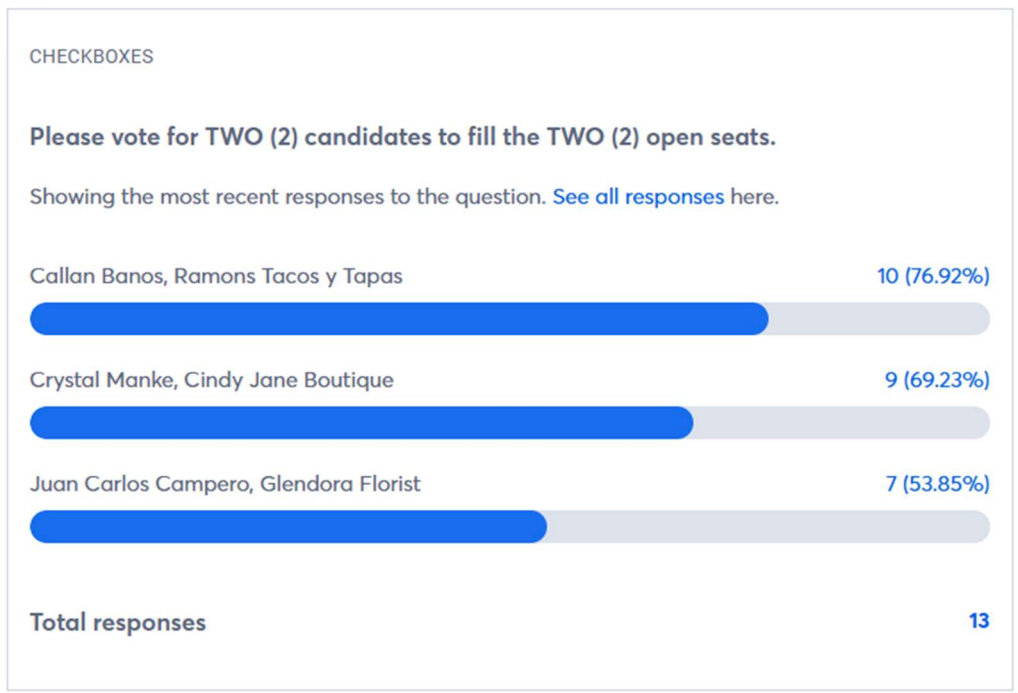 CHECKBOXES
Please vote for TWO (2) candidates to fill the TWO (2) open seats.
Showing the most recent responses to the question. See all responses here.
Callan Banos, Ramons Tacos y Tapas 10 (76.92%)
Crystal Manke, Cindy Jane Boutique 9 (69.23%)
Juan Carlos Campero, Glendora Florist 7 (53.85%)
Total responses 13